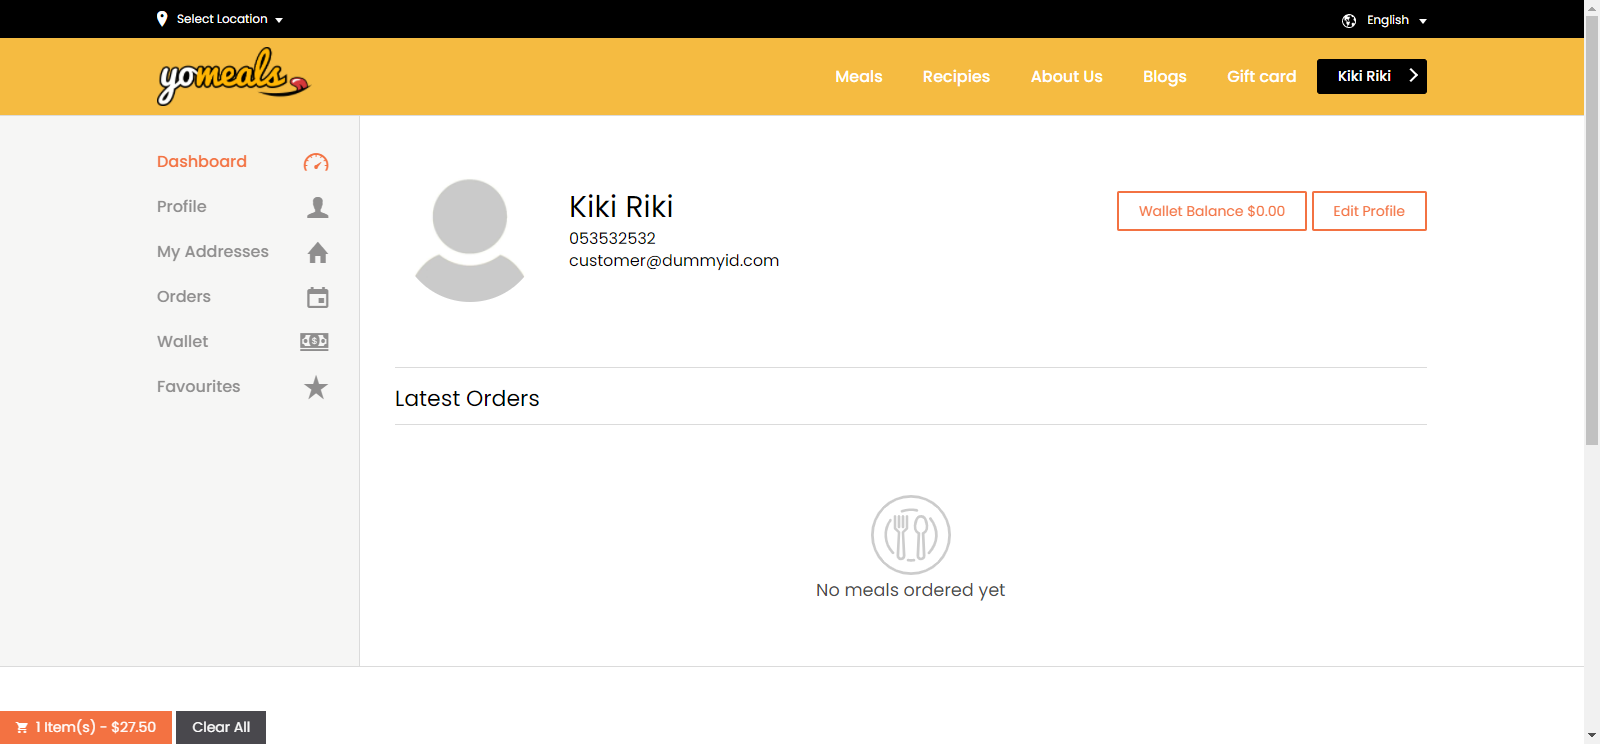 Select Location
English
yomeals
Meals
Recipies
About Us
Blogs
Gift card
Kiki Riki
Dashboard
Profile
My Addresses
Orders
Wallet
Favourites
Kiki Riki
053532532
customer@dummyid.com
Wallet Balance $0.00
Edit Profile
Latest Orders
No meals ordered yet
1 Item(s) - $27.50
Clear All